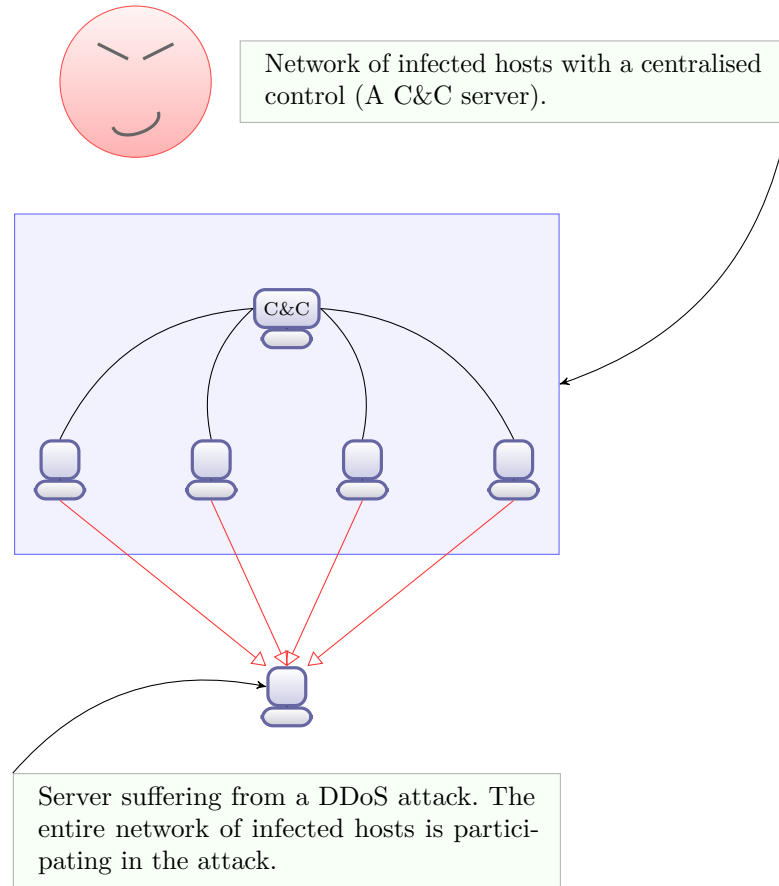 Network of infected hosts with a centralised
control (A C&C server).
C&C
Server suffering from a DDoS attack. The
entire network of infected hosts is partici-
pating in the attack.